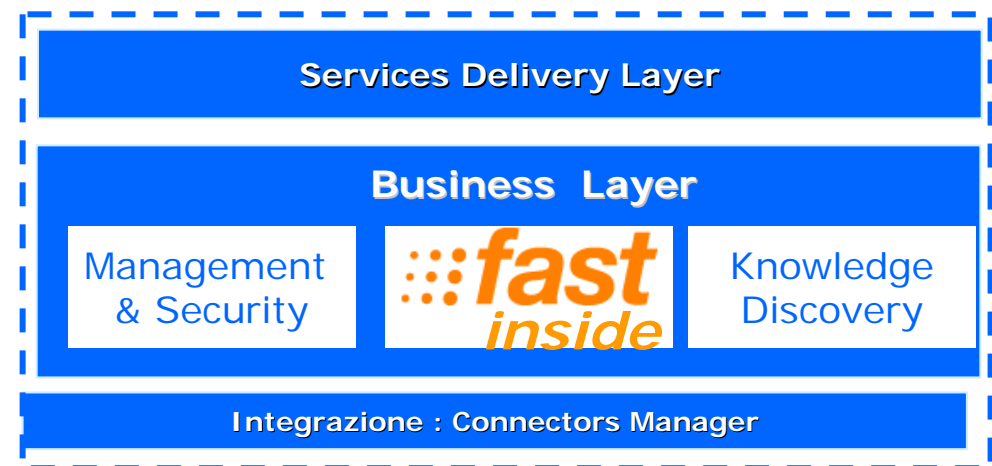 Services Delivery Layer
Business Layer
Management
& Security
fast
inside
Knowledge
Discovery
Integrazione : Connectors Manager